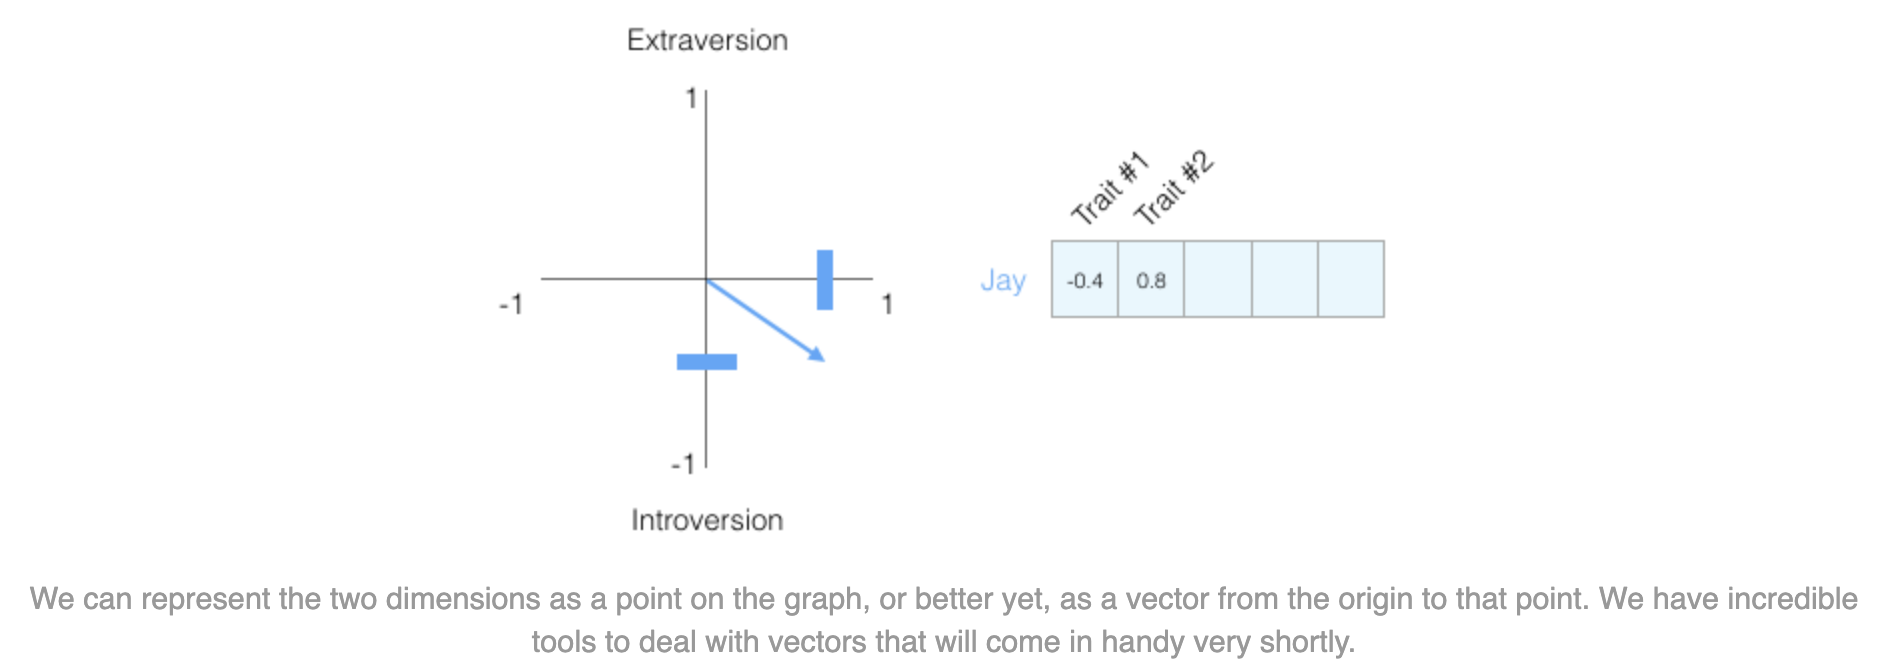 Extraversion
1
-1
1
-1
Introversion
Trait #1
Trait #2
Jay
-0.4
0.8
We can represent the two dimensions as a point on the graph, or better yet, as a vector from the origin to that point. We have incredible
tools to deal with vectors that will come in handy very shortly.